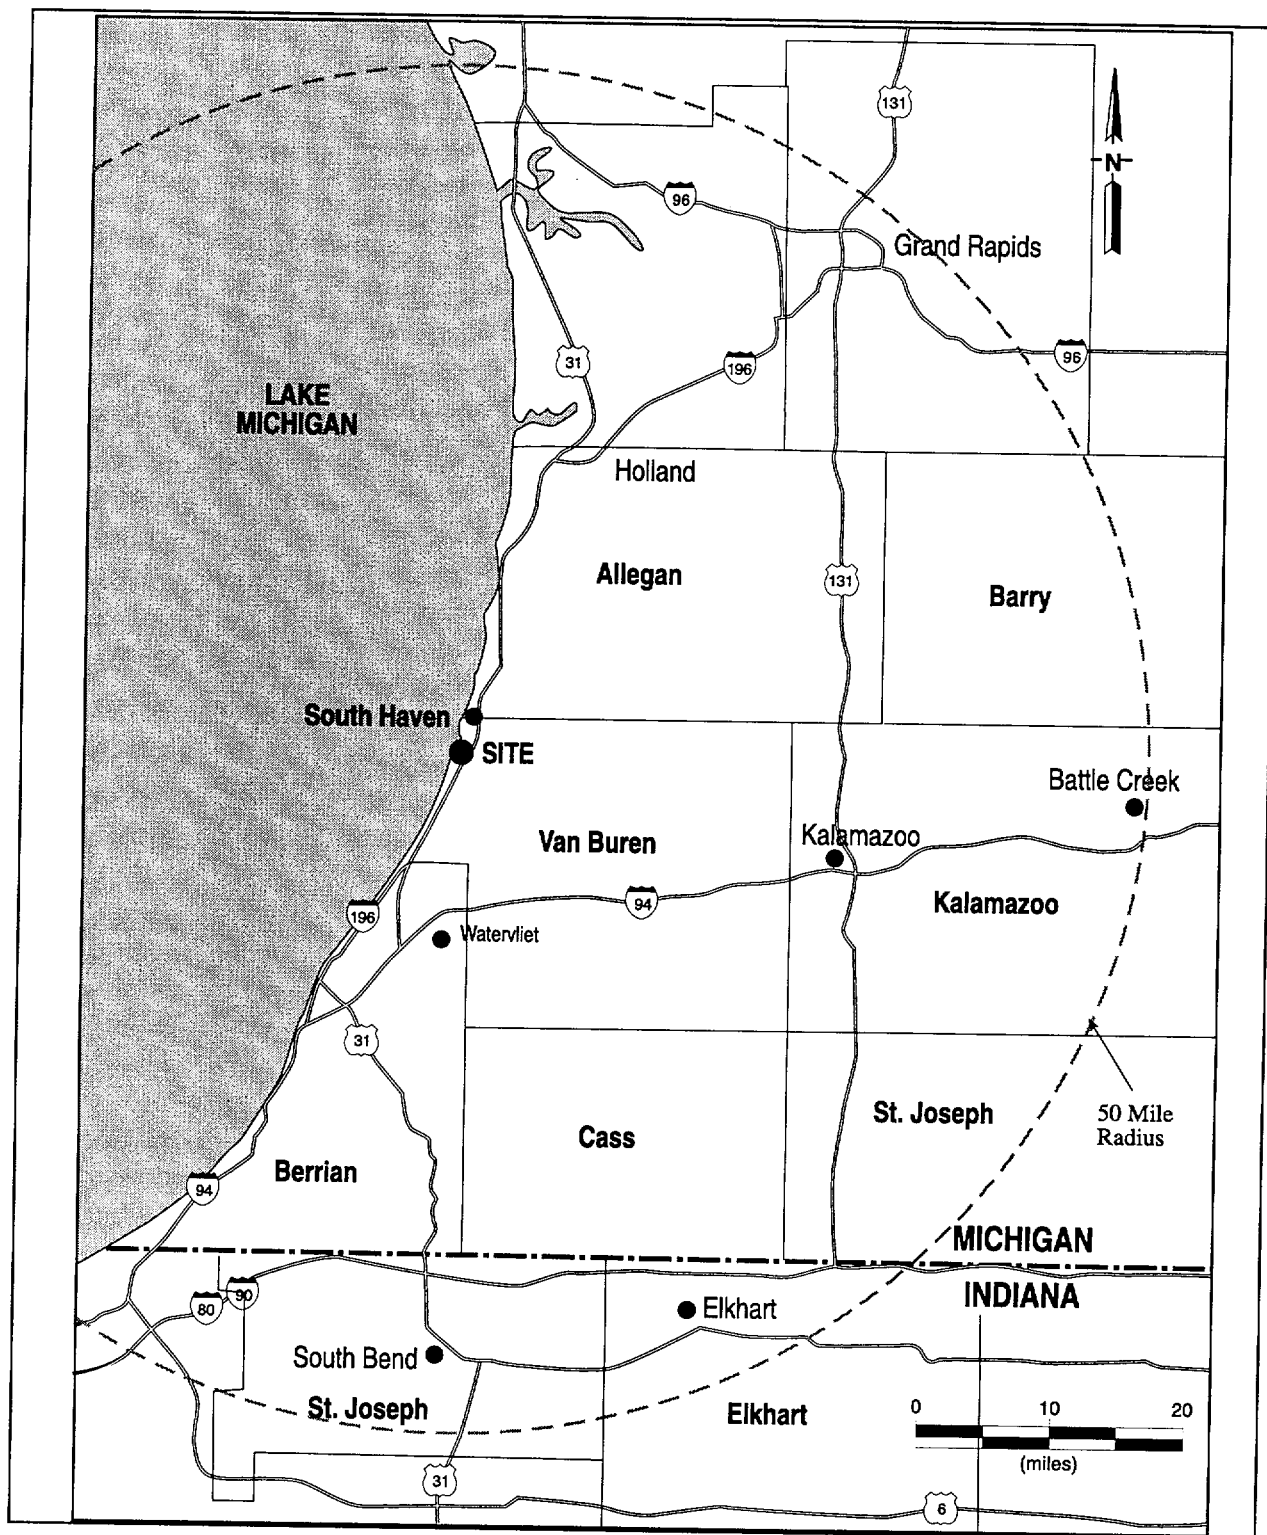 131
N
96
Grand Rapids
31
196
96
LAKE
MICHIGAN
Holland
Allegan
131
Barry
South Haven
SITE
Battle Creek
Van Buren
Kalamazoo
94
Kalamazoo
196
Watervliet
31
50 Mile
Radius
St. Joseph
Cass
Berrian
94
MICHIGAN
INDIANA
90
80
Elkhart
South Bend
St. Joseph
Elkhart
0 10 20
(miles)
31
6